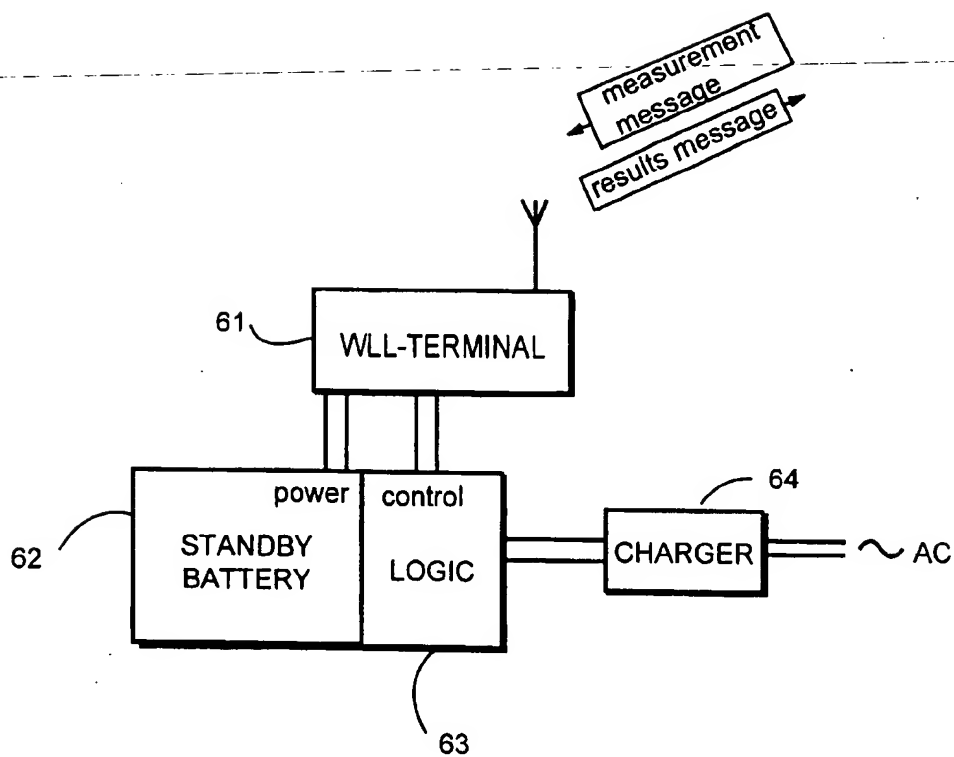 measurement
message
results message
61
WLL-TERMINAL
power
control
64
62
STANDBY
BATTERY
LOGIC
CHARGER
AC
63